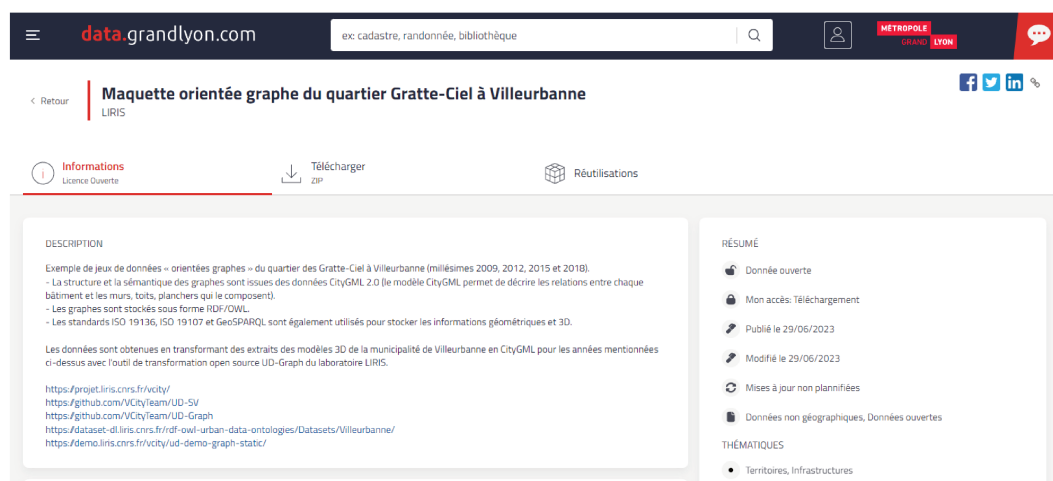 data.grandlyon.com
ex: cadastre, randonnée, bibliothèque
MÉTROPOLE
GRAND LYON
< Retour
Maquette orientée graphe du quartier Gratte-Ciel à Villeurbanne
LIRIS
Informations
Licence Ouverte
Télécharger
ZIP
Réutilisations
DESCRIPTION
Exemple de jeux de données « orientées graphes » du quartier des Gratte-Ciel à Villeurbanne (millésimes 2009, 2012, 2015 et 2018).
- La structure et la sémantique des graphes sont issues des données CityGML 2.0 (le modèle CityGML permet de décrire les relations entre chaque
bâtiment et les murs, toits, planchers qui le composent).
- Les graphes sont stockés sous forme RDF/OWL.
- Les standards ISO 19136, ISO 19107 et GeoSPARQL sont également utilisés pour stocker les informations géométriques et 3D.
Les données sont obtenues en transformant des extraits des modèles 3D de la municipalité de Villeurbanne en CityGML pour les années mentionnées
ci-dessus avec l'outil de transformation open source UD-Graph du laboratoire LIRIS.
https://projet.liris.cnrs.fr/vcity/
https://github.com/VCityTeam/UD-SV
https://github.com/VCityTeam/UD-Graph
https://dataset-dl.liris.cnrs.fr/rdf-owl-urban-data-ontologies/Datasets/Villeurbanne/
https://demo.liris.cnrs.fr/vcity/ud-demo-graph-static/
RÉSUMÉ
Donnée ouverte
Mon accès: Téléchargement
Publié le 29/06/2023
Modifié le 29/06/2023
Mises à jour non plannifiées
Données non géographiques, Données ouvertes
THÉMATIQUES
Territoires, Infrastructures